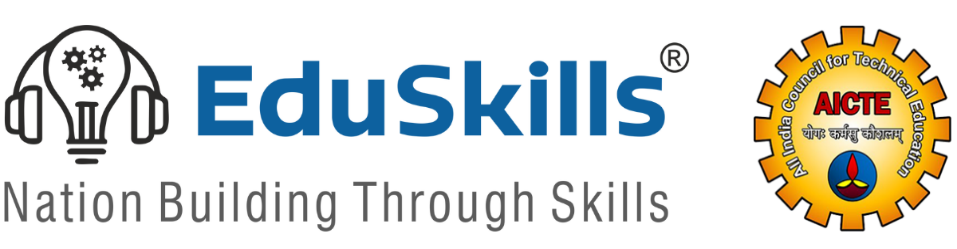 EduSkills®
Nation Building Through Skills
All India Council for Technical Education
AICTE
योगः कर्मसु कौशलम्